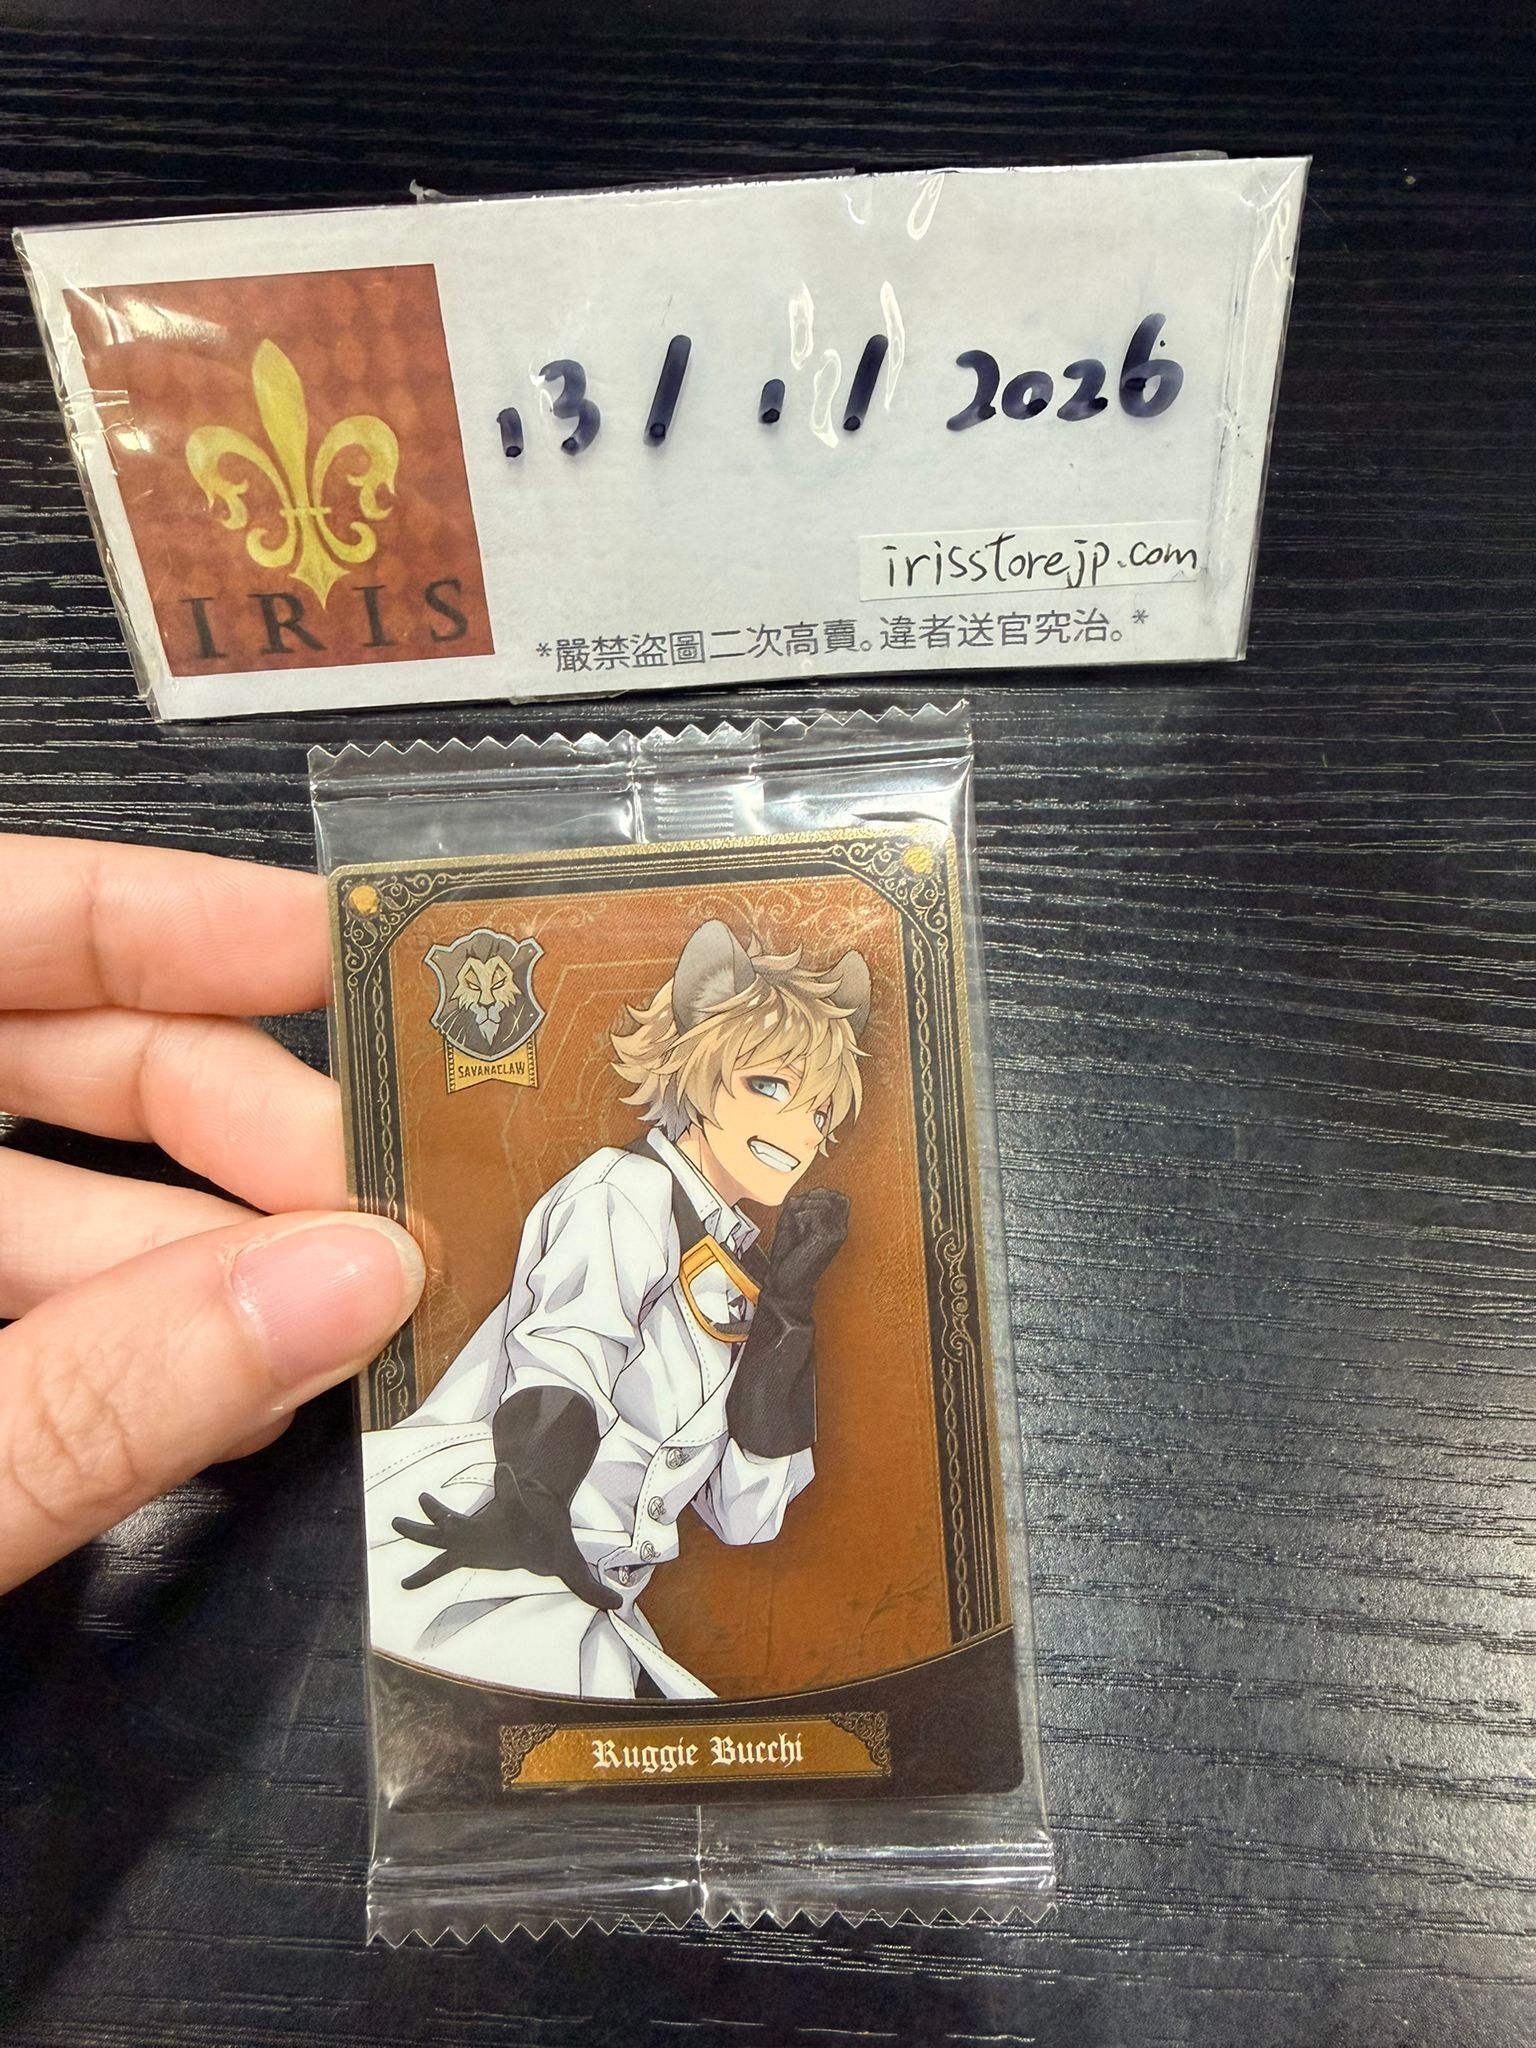 13/1/2026
IRIS
irisstorejp.com
*嚴禁盜圖二次高賣。違者送官究治。*
SAVANACLAW
Ruggie Bucchi